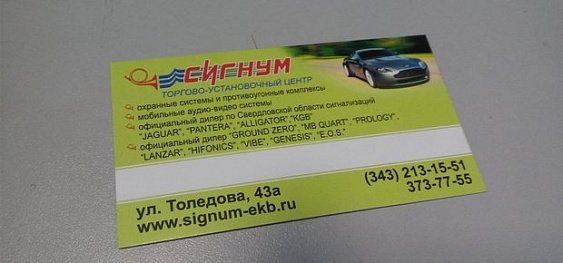 СИГНУМ
ТОРГОВО-УСТАНОВОЧНЫЙ ЦЕНТР
охранные системы и противоугонные комплексы
мобильные аудио-видео системы
официальный дилер по Свердловской области сигнализаций
"JAGUAR", "PANTERA", "ALLIGATOR", "KGB"
официальный дилер "GROUND ZERO", "MB QUART", "PROLOGY",
"LANZAR", "HIFONICS", "VIBE", "GENESIS", "E.O.S."
ул. Толедова, 43а
(343) 213-15-51
373-77-55
www.signum-ekb.ru